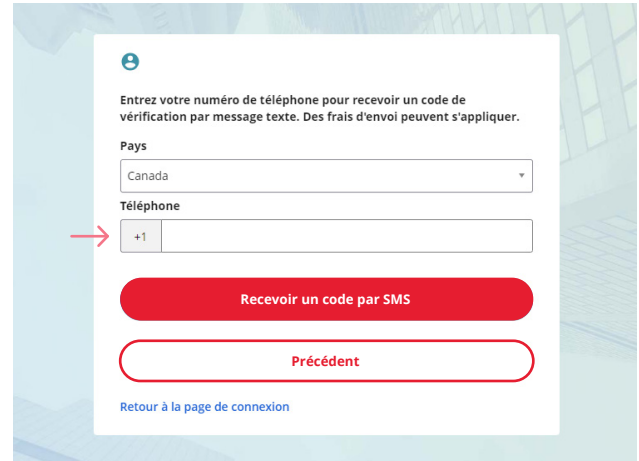 Entrez votre numéro de téléphone pour recevoir un code de
vérification par message texte. Des frais d'envoi peuvent s'appliquer.
Pays
Canada
Téléphone
+1
Recevoir un code par SMS
Précédent
Retour à la page de connexion